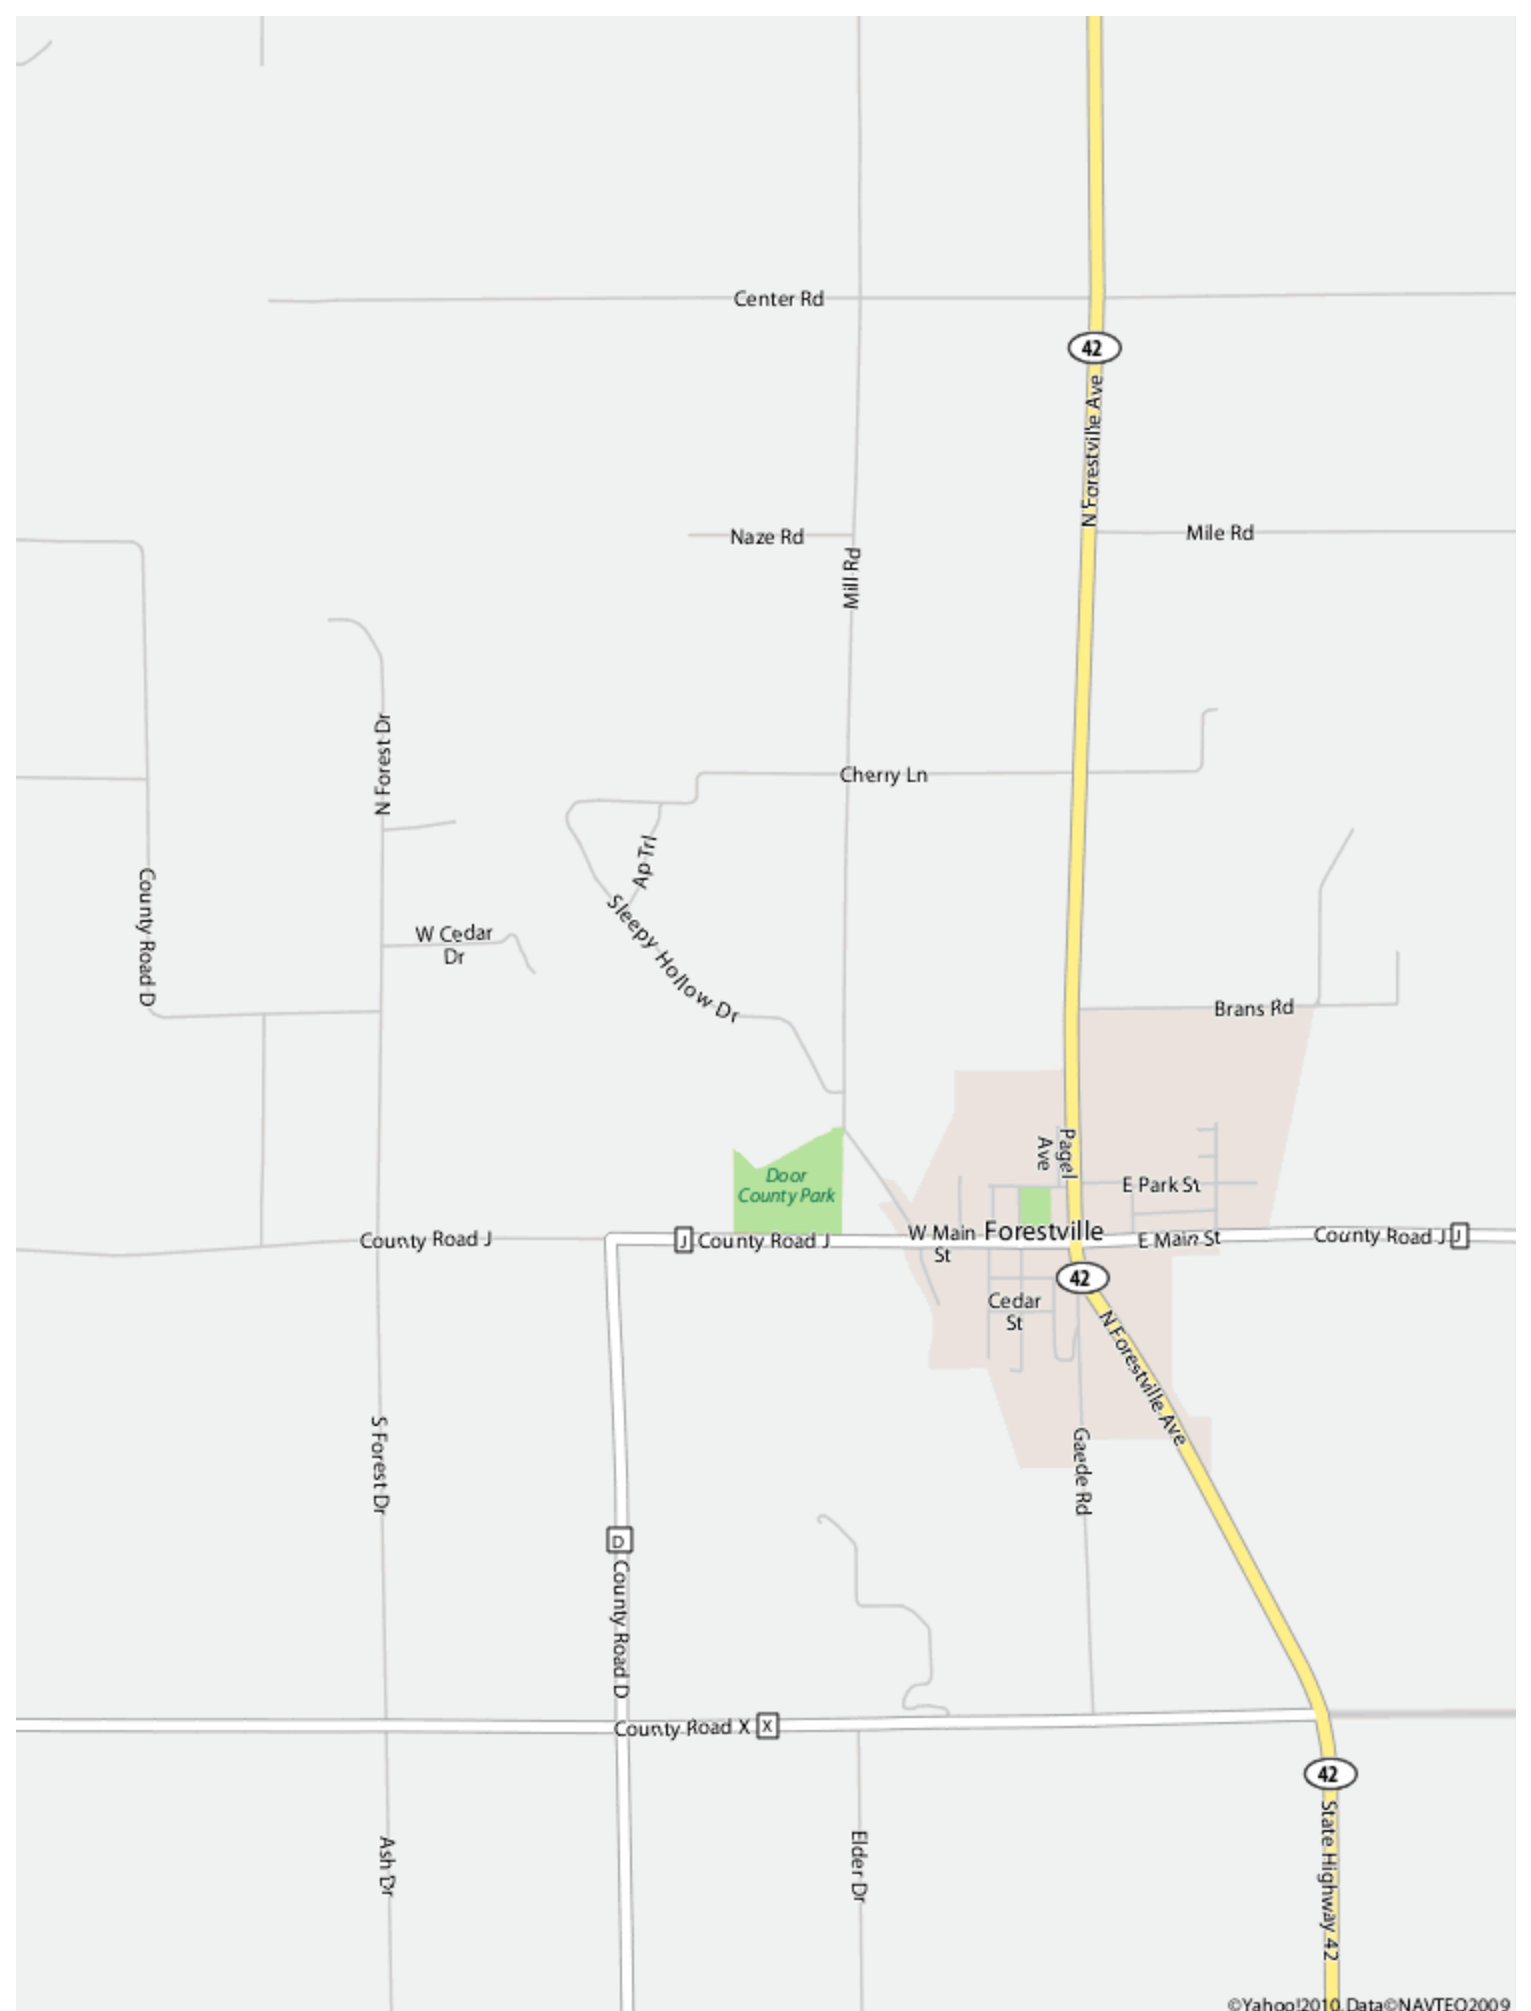 Center Rd
42
N Forestville Ave
Naze Rd
Mile Rd
Mill Rd
N Forest Dr
Cherry Ln
Ap Trl
County Road D
Sleepy Hollow Dr
W Cedar
Dr
Brans Rd
Pagel
Ave
Door
County Park
E Park St
County Road J
J
County Road J
W Main
St
Forestville
E Main St
County Road J
J
42
Cedar
St
N Forestville Ave
S Forest Dr
Gaede Rd
D
County Road D
County Road X
X
42
Ash Dr
Elder Dr
State Highway 42
©Yahoo!2010, Data©NAVTEQ2009